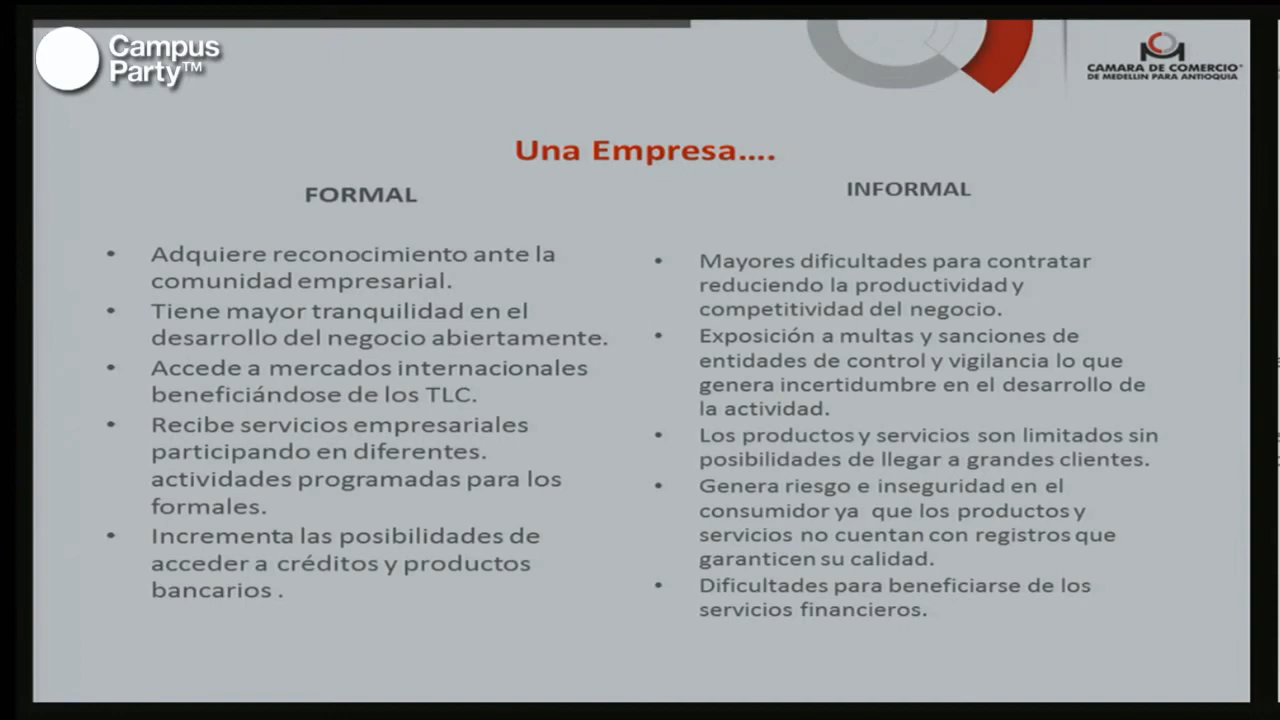 Campus
Party™
CAMARA DE COMERCIO
DE MEDELLIN PARA ANTIOQUIA
Una Empresa....
FORMAL
• Adquiere reconocimiento ante la
comunidad empresarial.
• Tiene mayor tranquilidad en el
desarrollo del negocio abiertamente.
• Accede a mercados internacionales
beneficiándose de los TLC.
• Recibe servicios empresariales
participando en diferentes.
actividades programadas para los
formales.
• Incrementa las posibilidades de
acceder a créditos y productos
bancarios .
INFORMAL
• Mayores dificultades para contratar
reduciendo la productividad y
competitividad del negocio.
• Exposición a multas y sanciones de
entidades de control y vigilancia lo que
genera incertidumbre en el desarrollo de
la actividad.
• Los productos y servicios son limitados sin
posibilidades de llegar a grandes clientes.
• Genera riesgo e inseguridad en el
consumidor ya que los productos y
servicios no cuentan con registros que
garanticen su calidad.
• Dificultades para beneficiarse de los
servicios financieros.